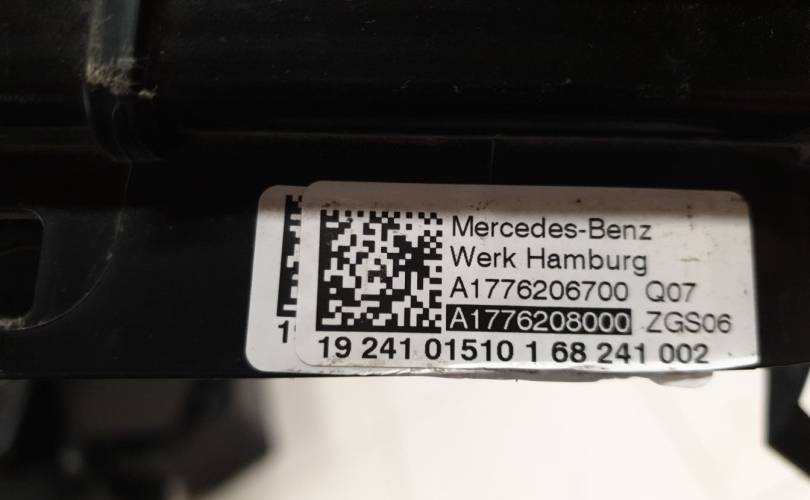 Mercedes-Benz
Werk Hamburg
A1776206700 Q07
A1776208000 ZGS06
19 241 01510 1 68 241 002